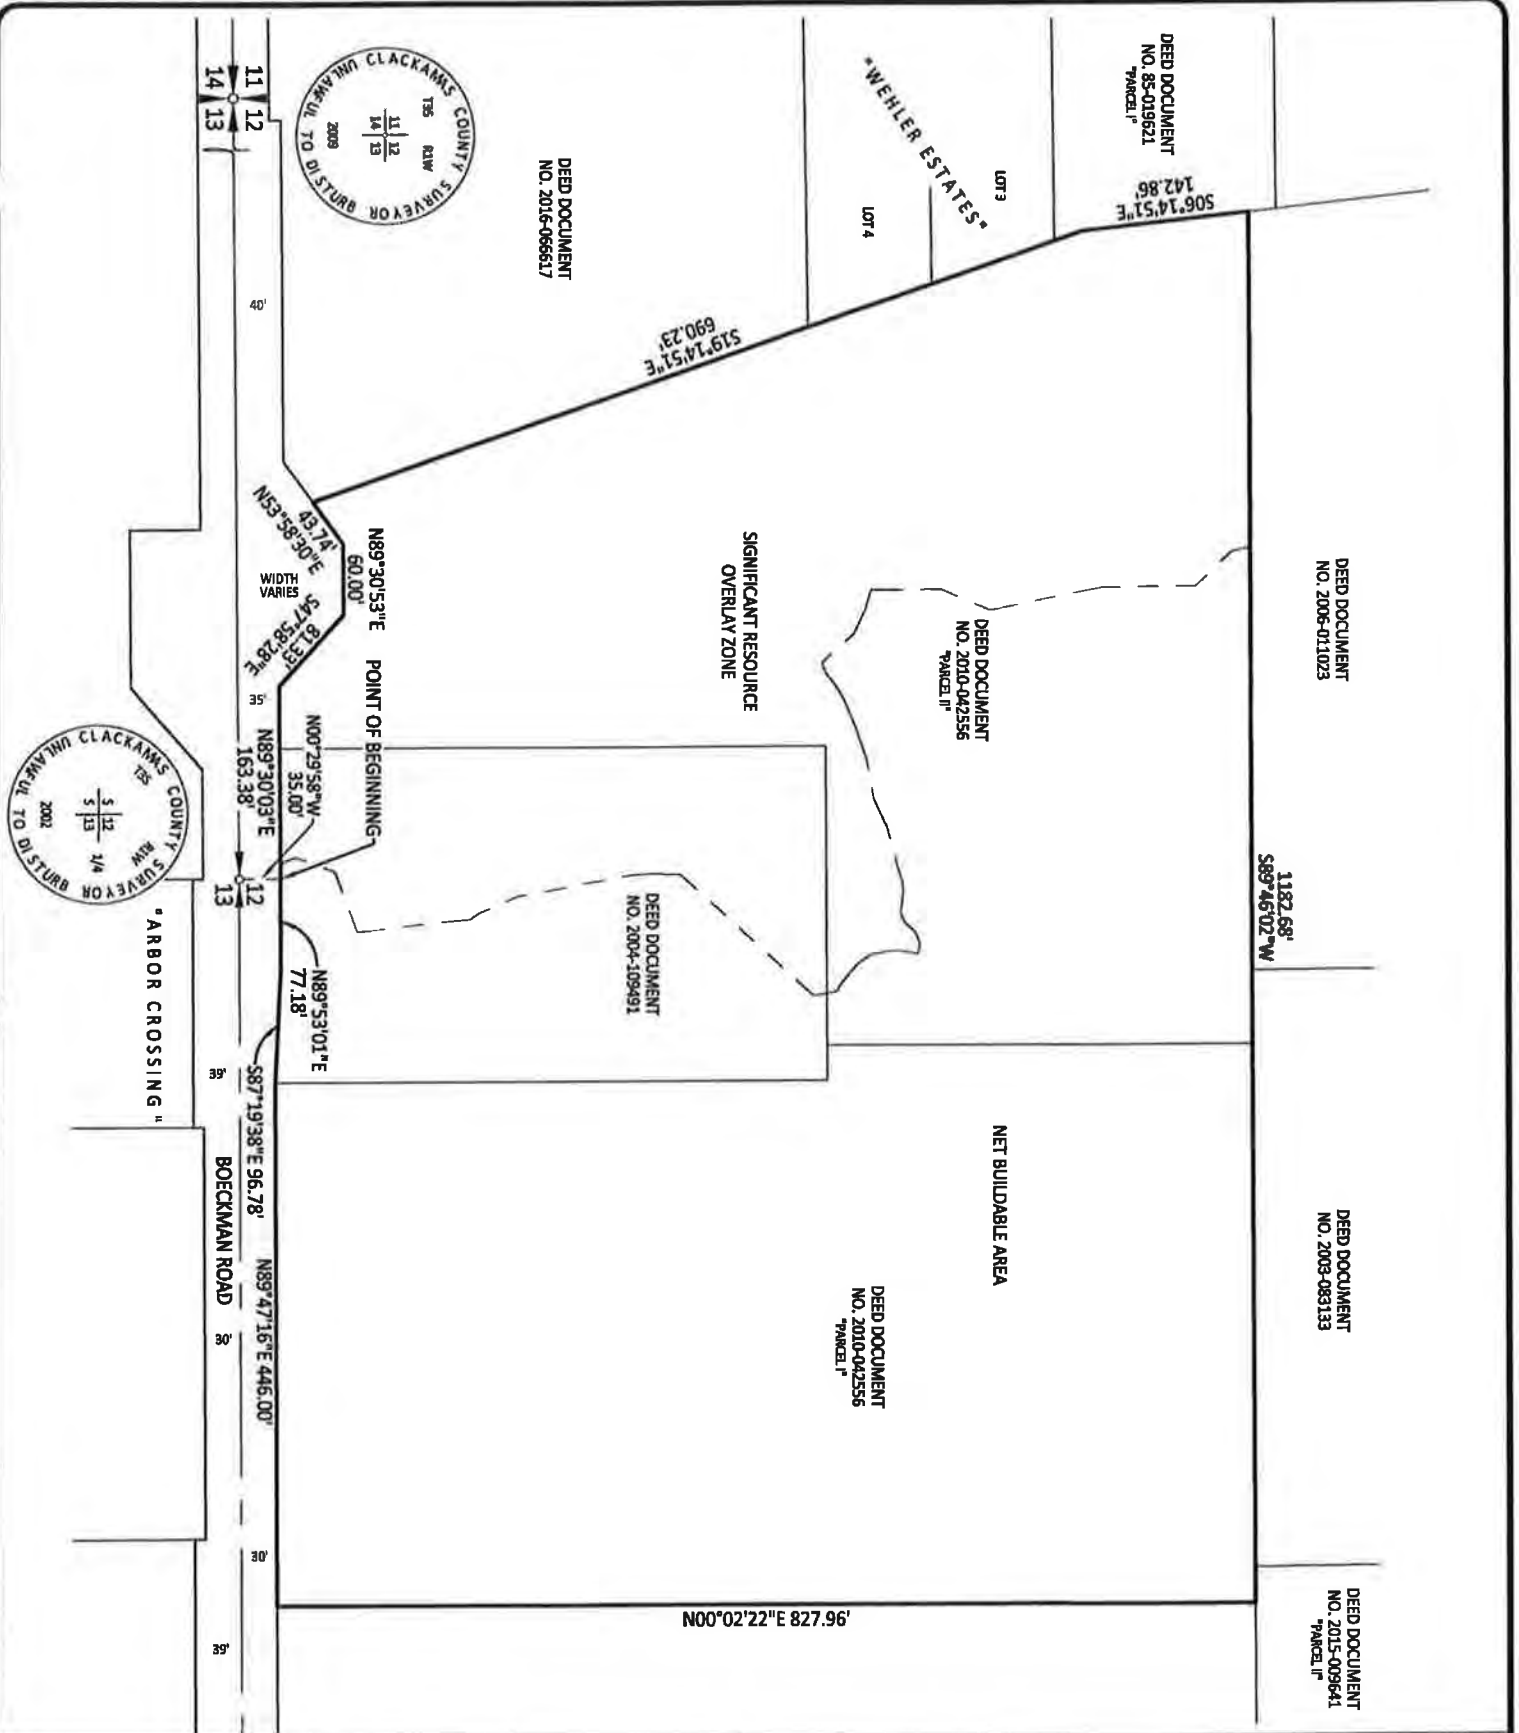 DEED DOCUMENT
NO. 85-019621
"PARCEL I"
DEED DOCUMENT
NO. 2006-011023
DEED DOCUMENT
NO. 2003-083133
DEED DOCUMENT
NO. 2015-009641
"PARCEL II"
S06°14'51"E
142.86'
1182.68'
S89°46'02"W
LOT 3
"WEHLER ESTATES"
LOT 4
S19°14'51"E
690.23'
DEED DOCUMENT
NO. 2016-066617
DEED DOCUMENT
NO. 2010-042556
"PARCEL II"
SIGNIFICANT RESOURCE
OVERLAY ZONE
NET BUILDABLE AREA
DEED DOCUMENT
NO. 2010-042556
"PARCEL I"
DEED DOCUMENT
NO. 2004-109491
N00°02'22"E 827.96'
CLACKAMAS COUNTY SURVEYOR
UNLAWFUL TO DISTURB
T3S R1W
11 12
14 13
2009
11 12
14 13
40'
N53°58'30"E
43.74'
N89°30'53"E
60.00'
WIDTH
VARIES
81.33'
S47°58'28"E
35'
POINT OF BEGINNING
N00°29'58"W
35.00'
N89°30'03"E
163.38'
12
13
N89°53'01"E
77.18'
S87°19'38"E 96.78'
N89°47'16"E 446.00'
39'
BOECKMAN ROAD
30'
30'
39'
"ARBOR CROSSING"
CLACKAMAS COUNTY SURVEYOR
UNLAWFUL TO DISTURB
T3S R1W
S 12
S 13
1/4
2002